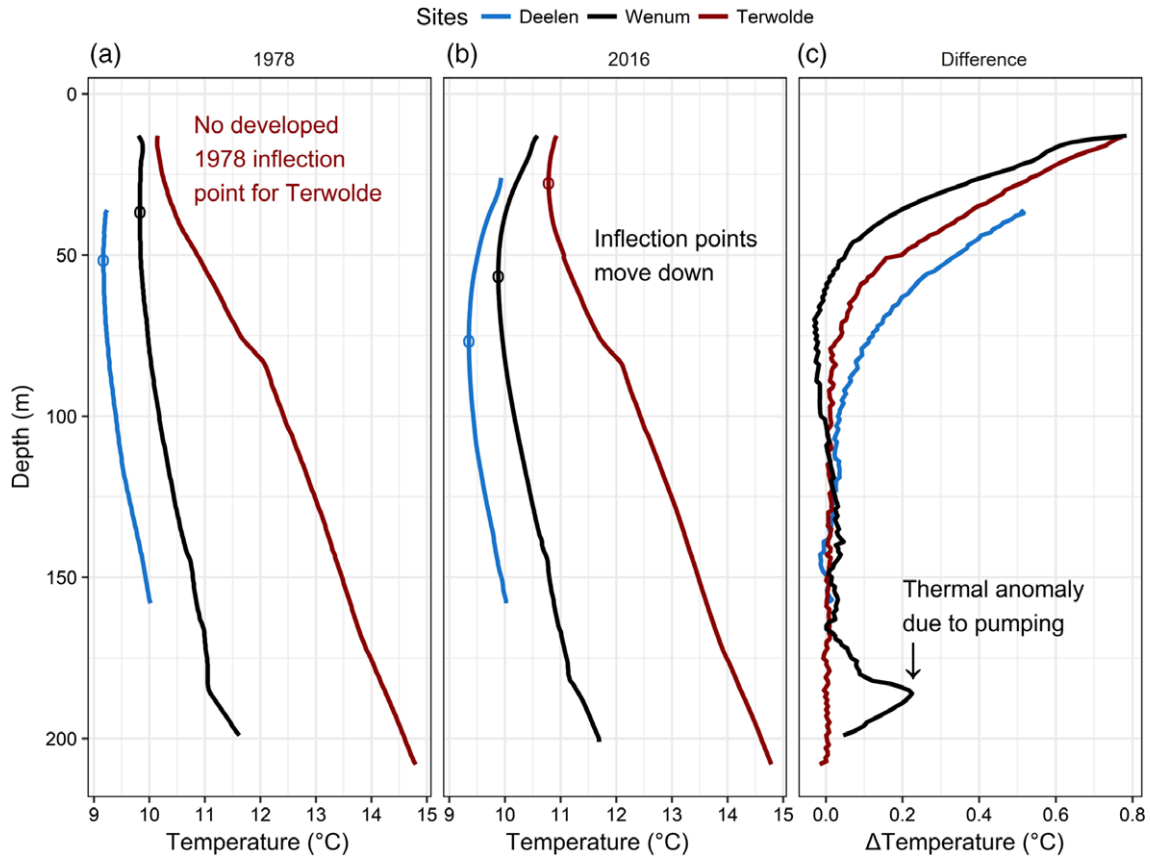 Sites Deelen Wenum Terwolde
(a) 1978
(b) 2016
(c) Difference
No developed
1978 inflection
point for Terwolde
Inflection points
move down
Thermal anomaly
due to pumping
Depth (m)
0
50
100
150
200
9 10 11 12 13 14 15
Temperature (°C)
9 10 11 12 13 14 15
Temperature (°C)
0.0 0.2 0.4 0.6 0.8
ΔTemperature (°C)